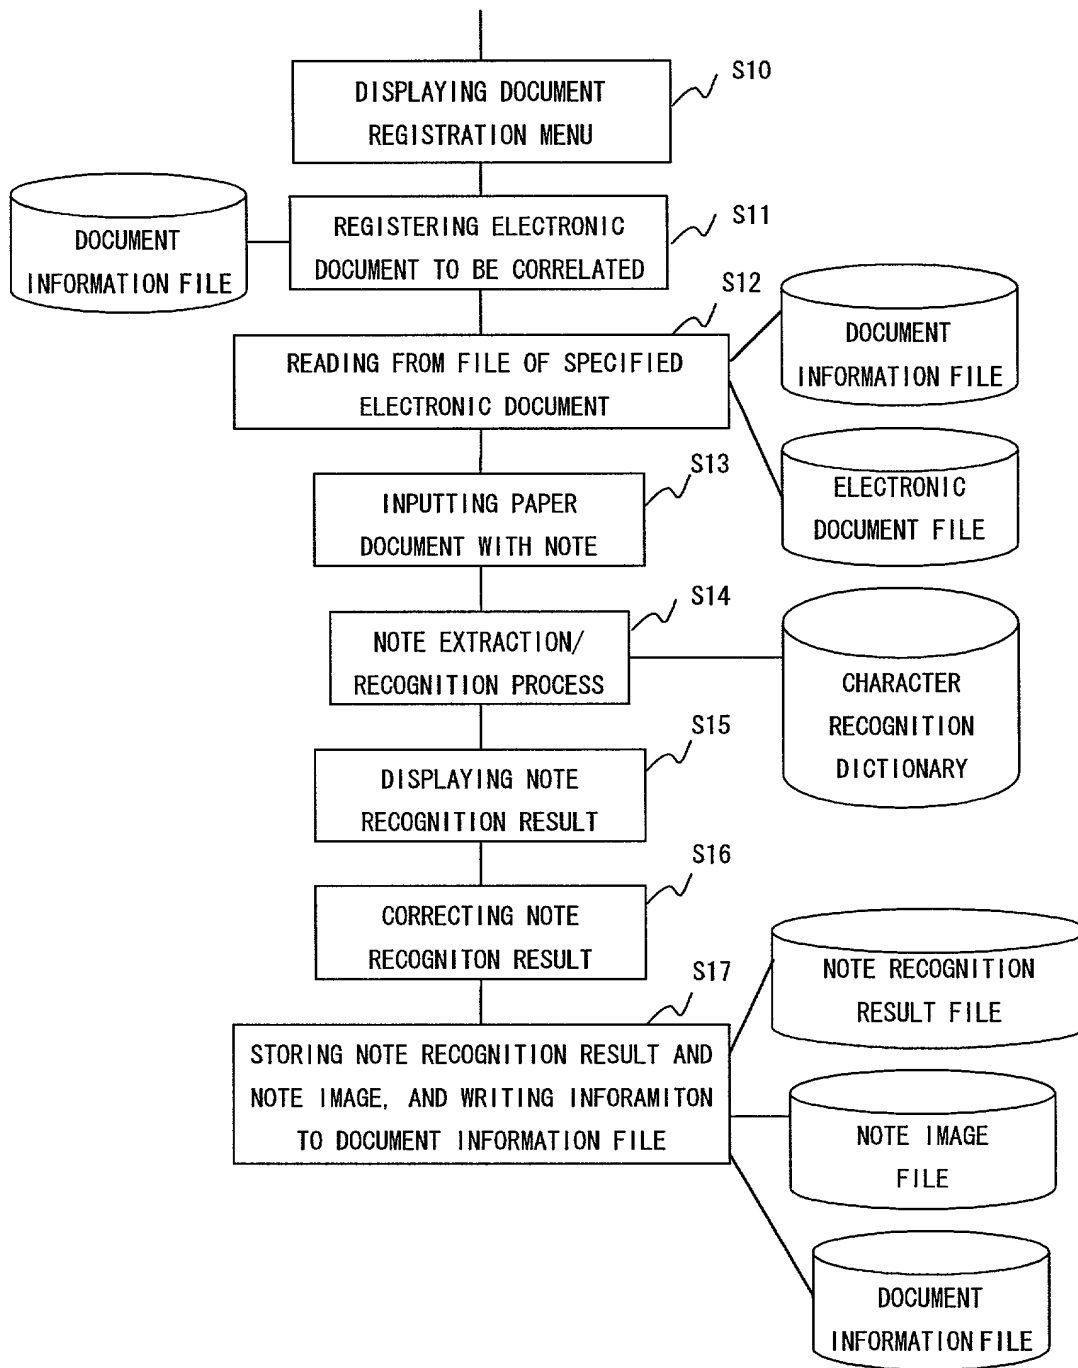 S10
DISPLAYING DOCUMENT
REGISTRATION MENU
S11
DOCUMENT
INFORMATION FILE
REGISTERING ELECTRONIC
DOCUMENT TO BE CORRELATED
S12
READING FROM FILE OF SPECIFIED
ELECTRONIC DOCUMENT
DOCUMENT
INFORMATION FILE
ELECTRONIC
DOCUMENT FILE
S13
INPUTTING PAPER
DOCUMENT WITH NOTE
S14
NOTE EXTRACTION/
RECOGNITION PROCESS
CHARACTER
RECOGNITION
DICTIONARY
S15
DISPLAYING NOTE
RECOGNITION RESULT
S16
CORRECTING NOTE
RECOGNITON RESULT
S17
STORING NOTE RECOGNITION RESULT AND
NOTE IMAGE, AND WRITING INFORAMITON
TO DOCUMENT INFORMATION FILE
NOTE RECOGNITION
RESULT FILE
NOTE IMAGE
FILE
DOCUMENT
INFORMATION FILE